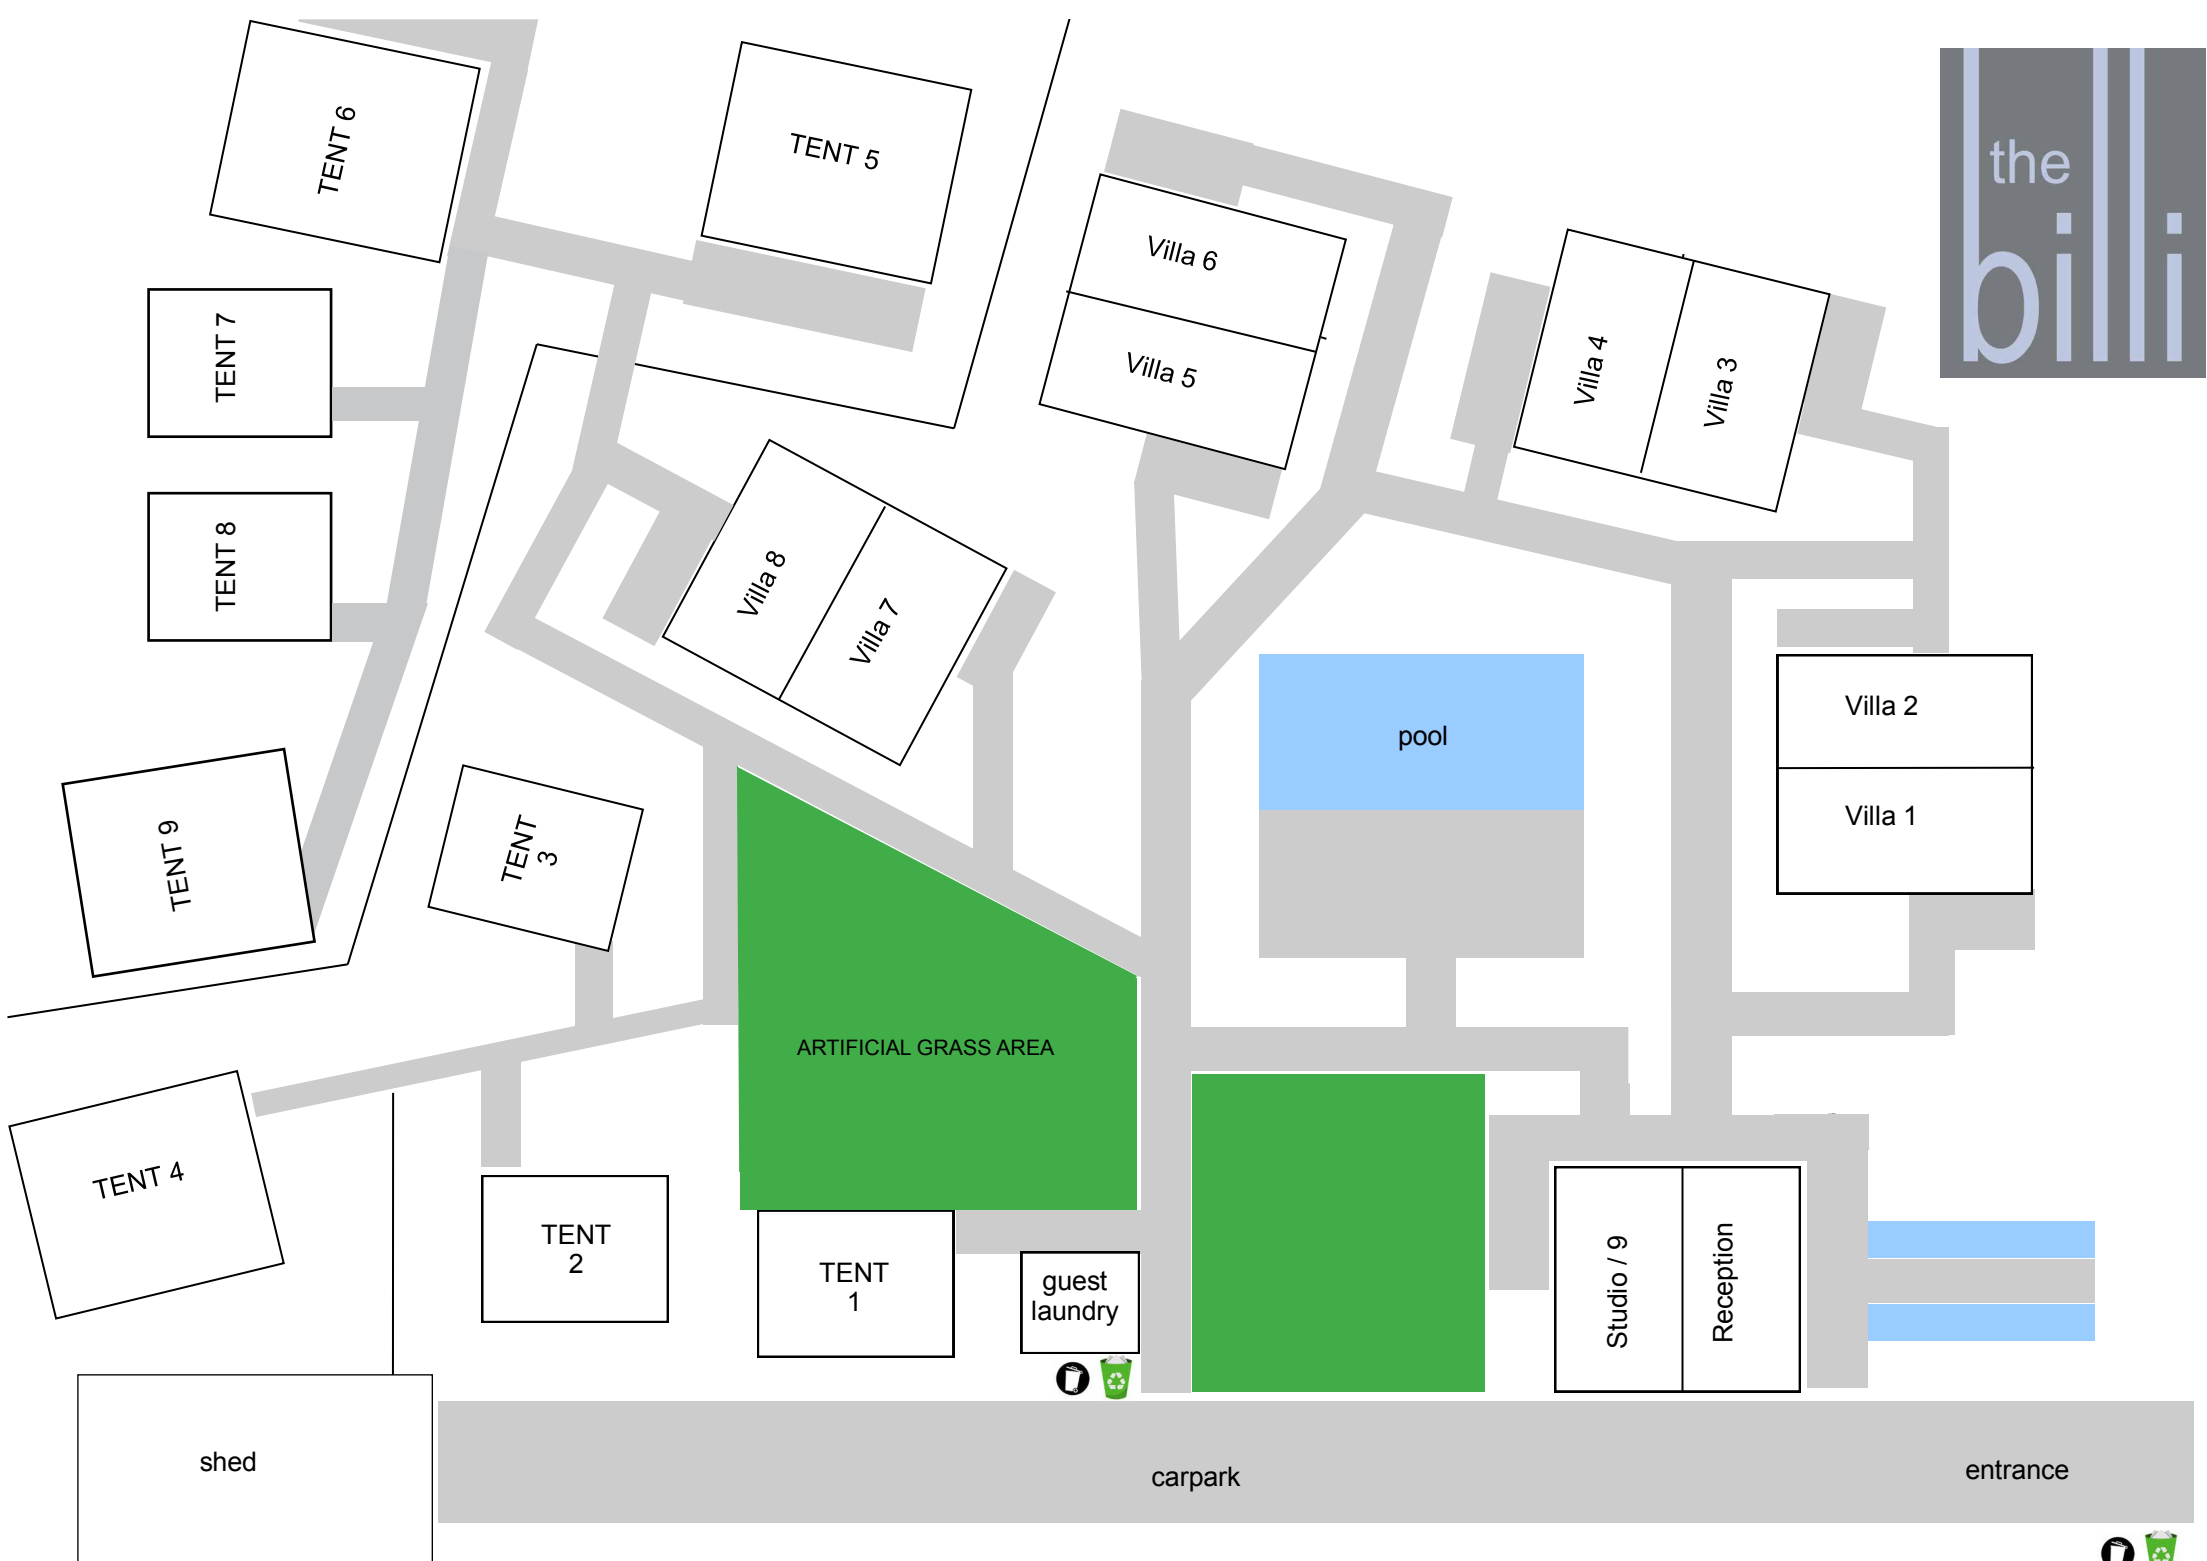 the
billi
TENT 6
TENT 5
Villa 6
Villa 5
Villa 4
Villa 3
TENT 7
TENT 8
Villa 8
Villa 7
Villa 2
pool
Villa 1
TENT 9
TENT
3
ARTIFICIAL GRASS AREA
TENT 4
TENT
2
TENT
1
guest
laundry
Studio / 9
Reception
shed
carpark
entrance